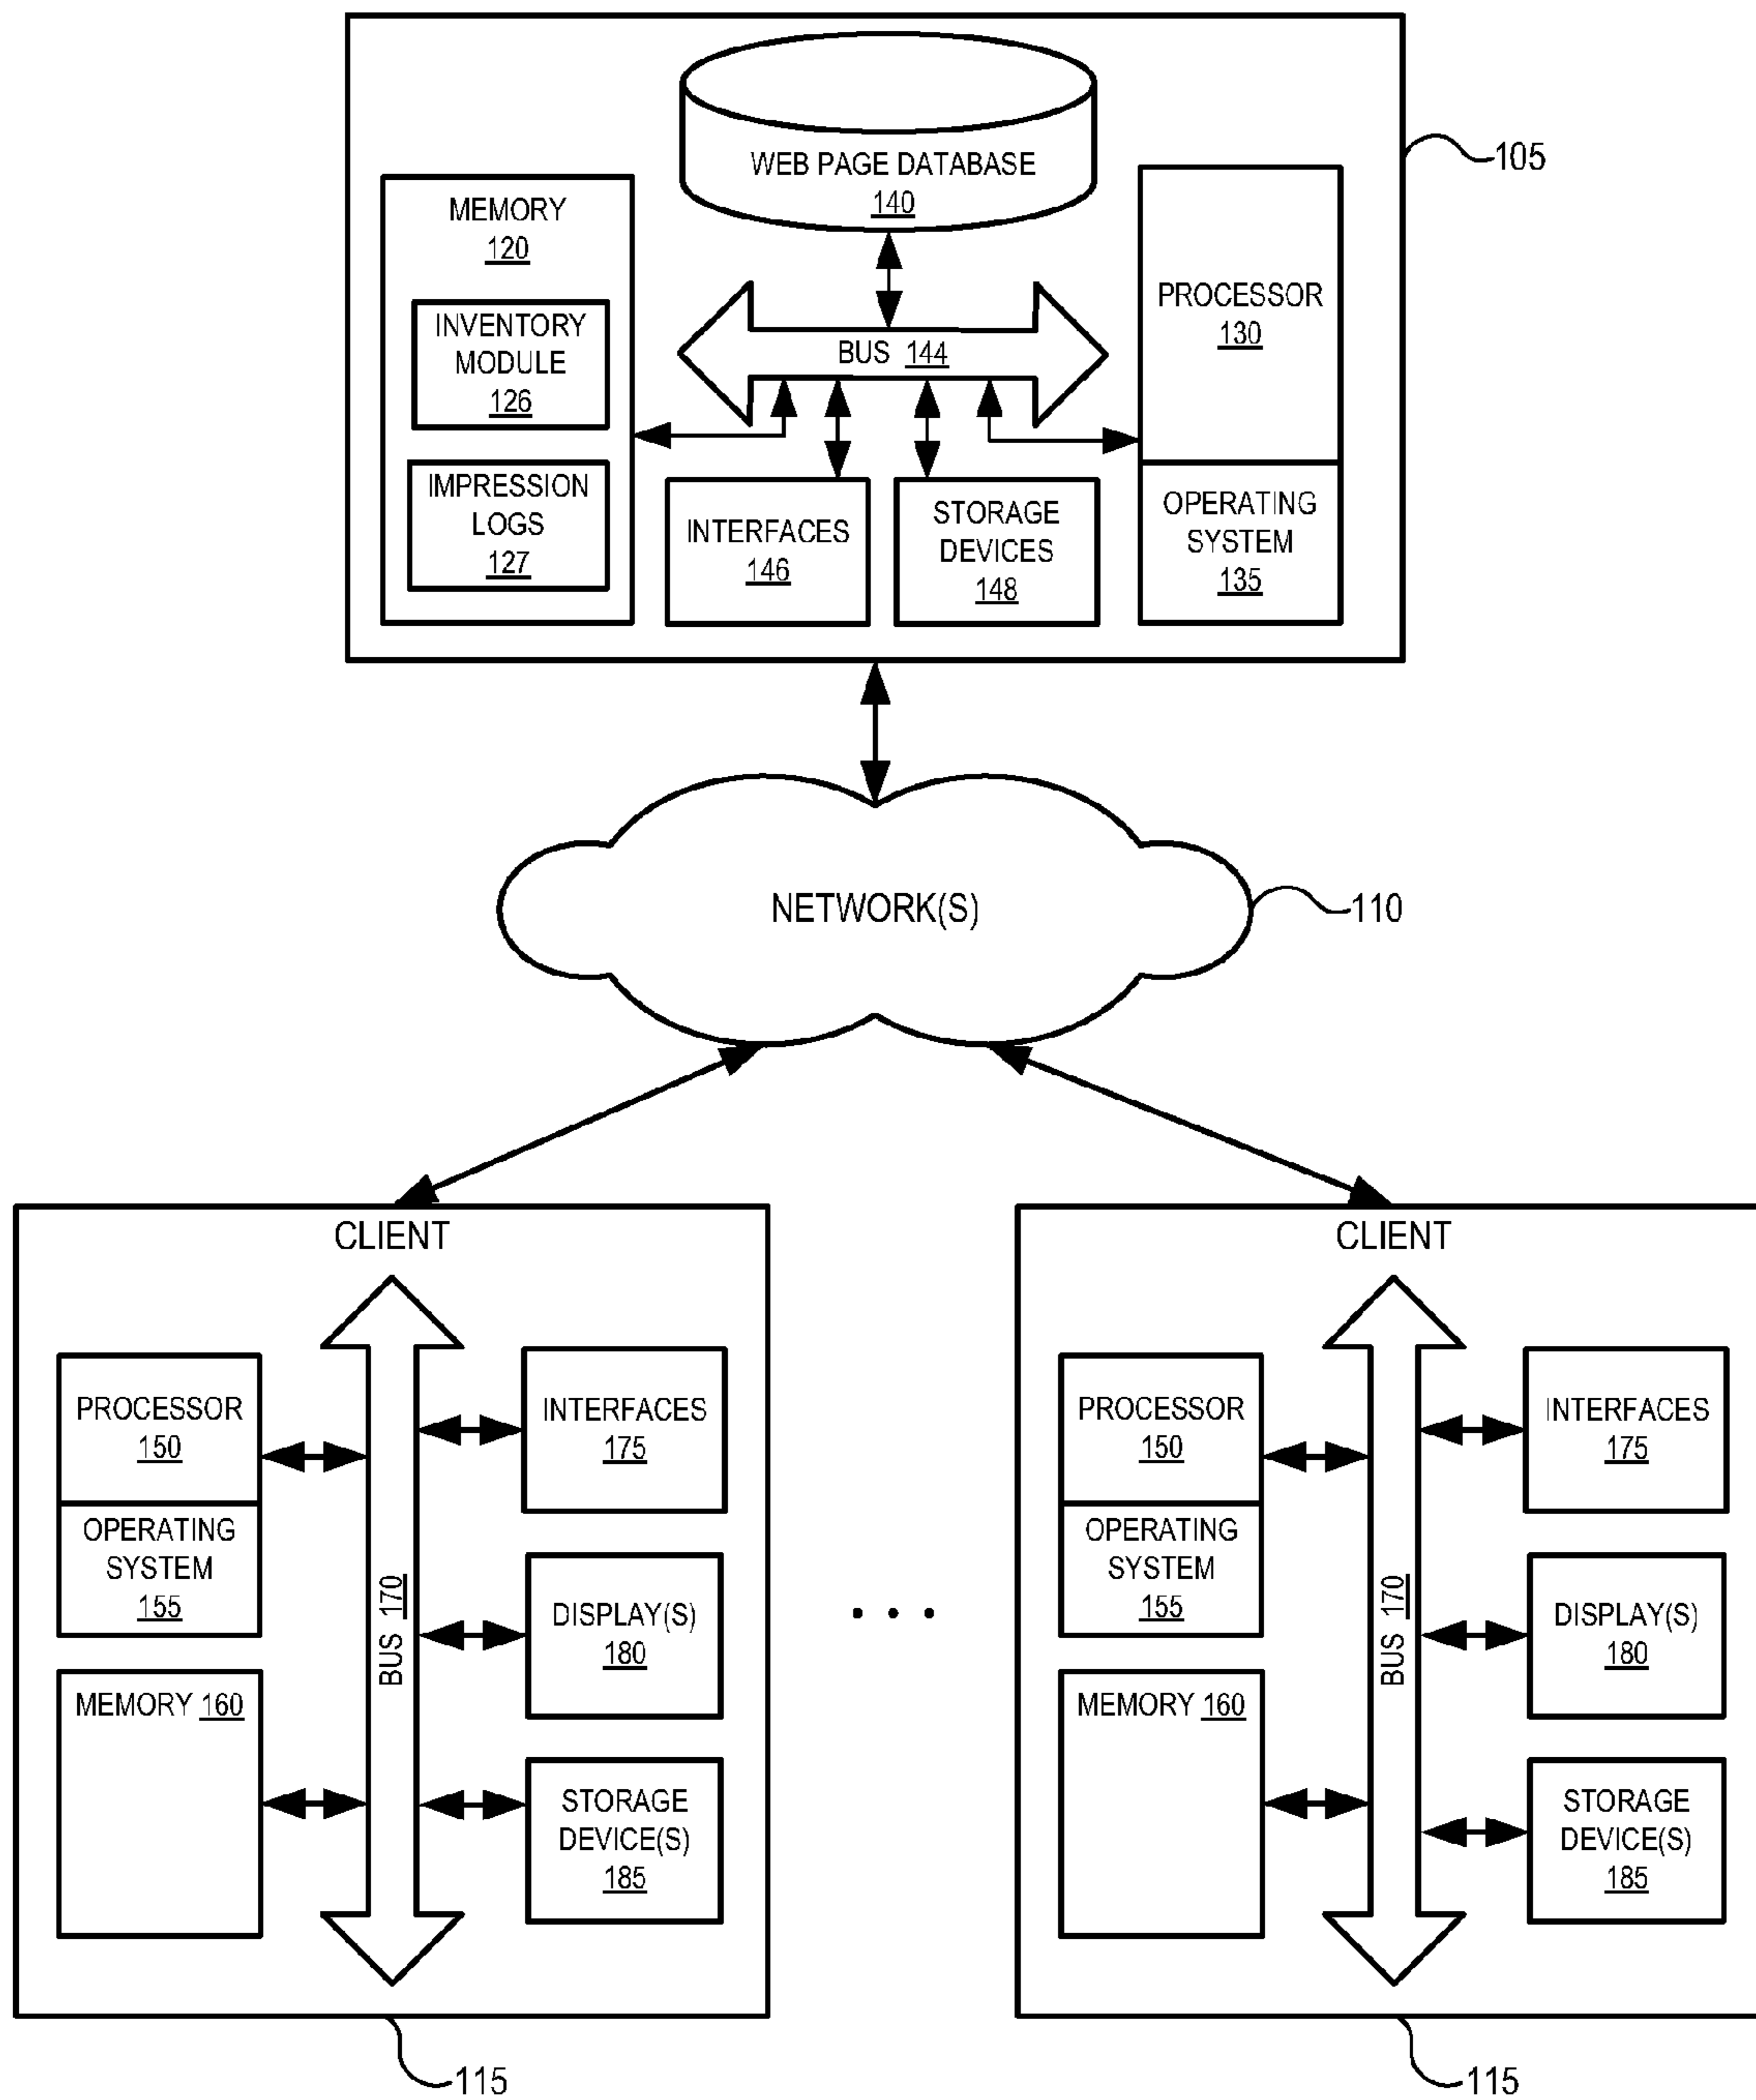 WEB PAGE DATABASE
140
105
MEMORY
120
INVENTORY
MODULE
126
IMPRESSION
LOGS
127
BUS 144
INTERFACES
146
STORAGE
DEVICES
148
PROCESSOR
130
OPERATING
SYSTEM
135
NETWORK(S)
110
CLIENT
PROCESSOR
150
OPERATING
SYSTEM
155
MEMORY 160
BUS 170
INTERFACES
175
DISPLAY(S)
180
STORAGE
DEVICE(S)
185
115
. . .
CLIENT
PROCESSOR
150
OPERATING
SYSTEM
155
MEMORY 160
BUS 170
INTERFACES
175
DISPLAY(S)
180
STORAGE
DEVICE(S)
185
115